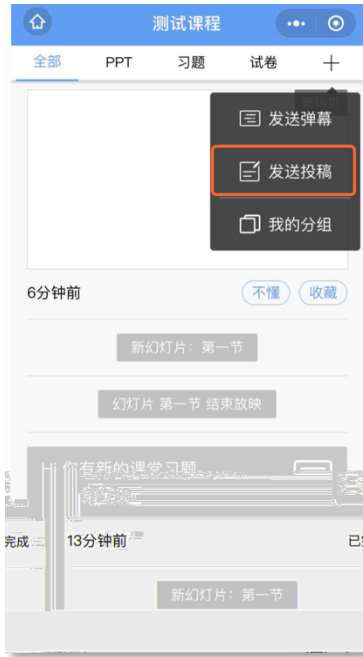 测试课程
全部 PPT 习题 试卷
发送弹幕
发送投稿
我的分组
6分钟前 不懂 收藏
新幻灯片：第一节
幻灯片 第一节 结束放映
你有新的课堂习题
完成 13分钟前
新幻灯片：第一节